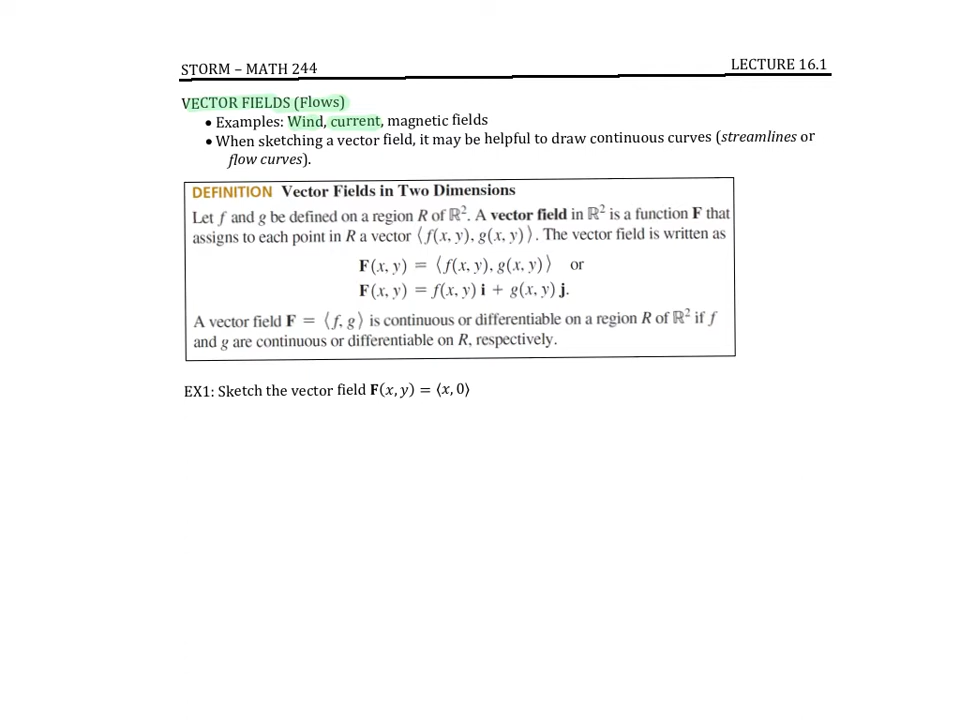 STORM – MATH 244
LECTURE 16.1
VECTOR FIELDS (Flows)
• Examples: Wind, current, magnetic fields
• When sketching a vector field, it may be helpful to draw continuous curves (streamlines or
flow curves).
DEFINITION Vector Fields in Two Dimensions
Let f and g be defined on a region R of ℝ². A vector field in ℝ² is a function F that
assigns to each point in R a vector ⟨f(x, y), g(x, y)⟩. The vector field is written as
F(x, y) = ⟨f(x, y), g(x, y)⟩ or
F(x, y) = f(x, y) i + g(x, y) j.
A vector field F = ⟨f, g⟩ is continuous or differentiable on a region R of ℝ² if f
and g are continuous or differentiable on R, respectively.
EX1: Sketch the vector field F(x, y) = ⟨x, 0⟩